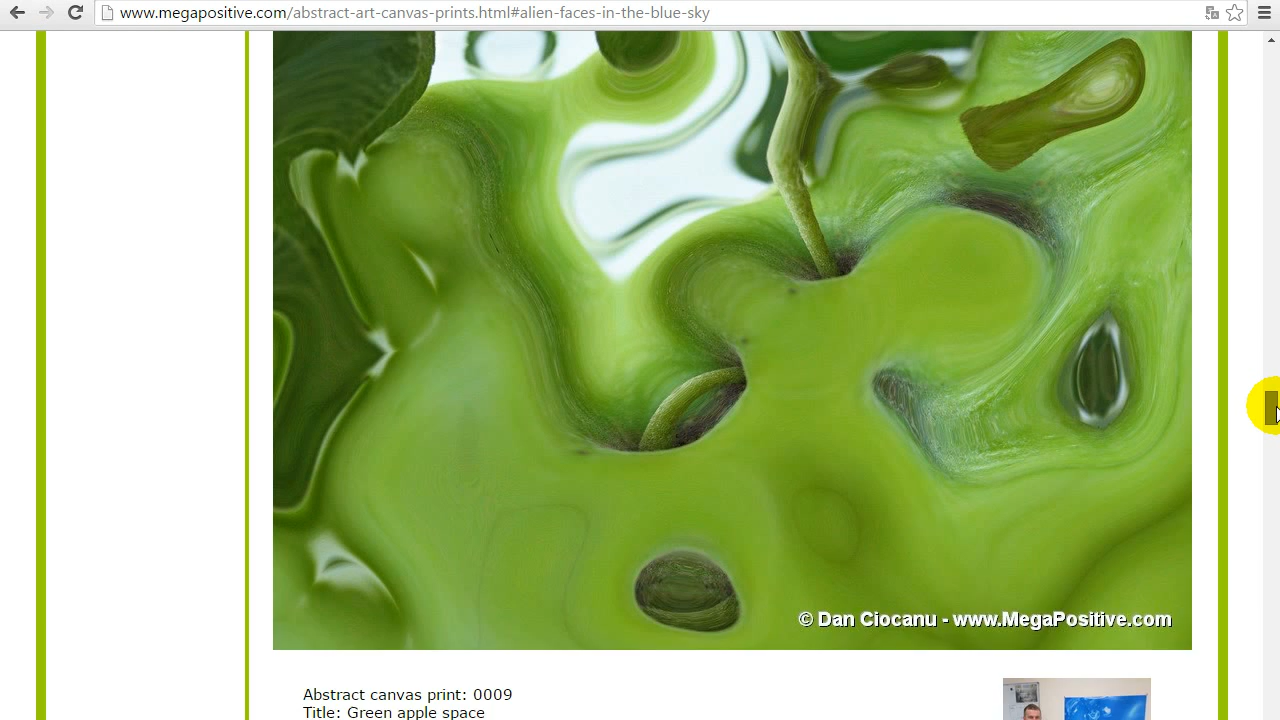 www.megapositive.com/abstract-art-canvas-prints.html#alien-faces-in-the-blue-sky
© Dan Ciocanu - www.MegaPositive.com
Abstract canvas print: 0009
Title: Green apple space